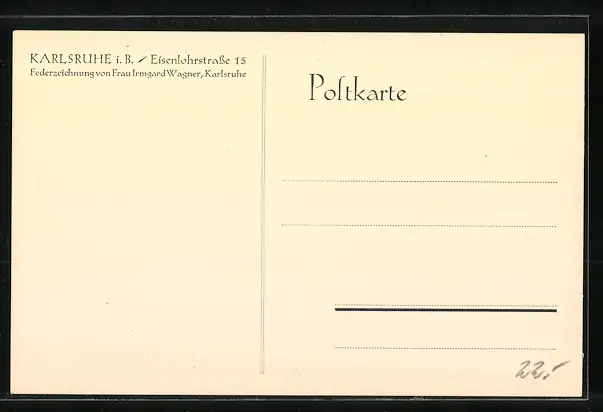 KARLSRUHE i. B. / Eisenlohrstraße 15
Federzeichnung von Frau Irmgard Wagner, Karlsruhe
Poſtkarte
22.-